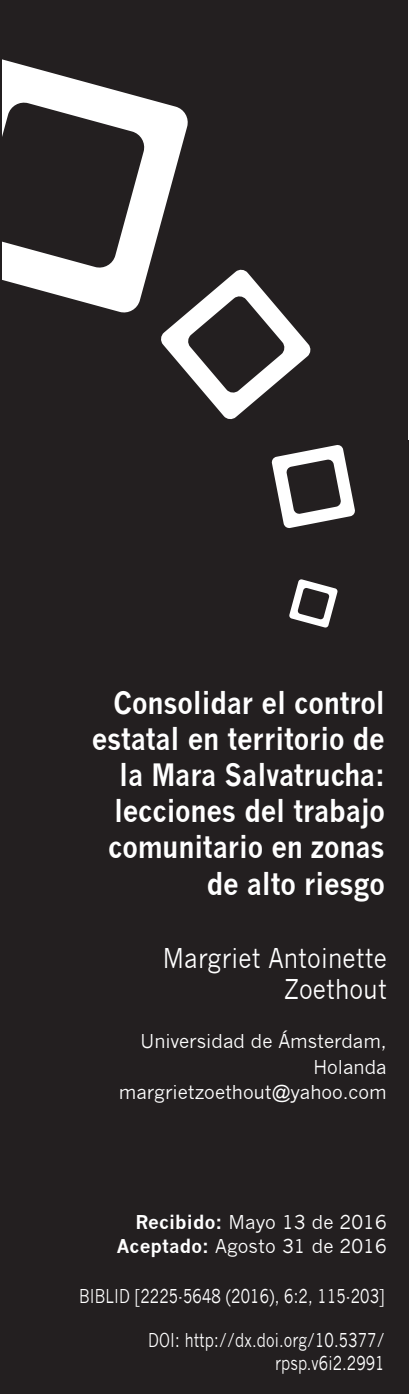 Consolidar el control
estatal en territorio de
la Mara Salvatrucha:
lecciones del trabajo
comunitario en zonas
de alto riesgo
Margriet Antoinette
Zoethout
Universidad de Ámsterdam,
Holanda
margrietzoethout@yahoo.com
Recibido: Mayo 13 de 2016
Aceptado: Agosto 31 de 2016
BIBLID [2225-5648 (2016), 6:2, 115-203]
DOI: http://dx.doi.org/10.5377/
rpsp.v6i2.2991